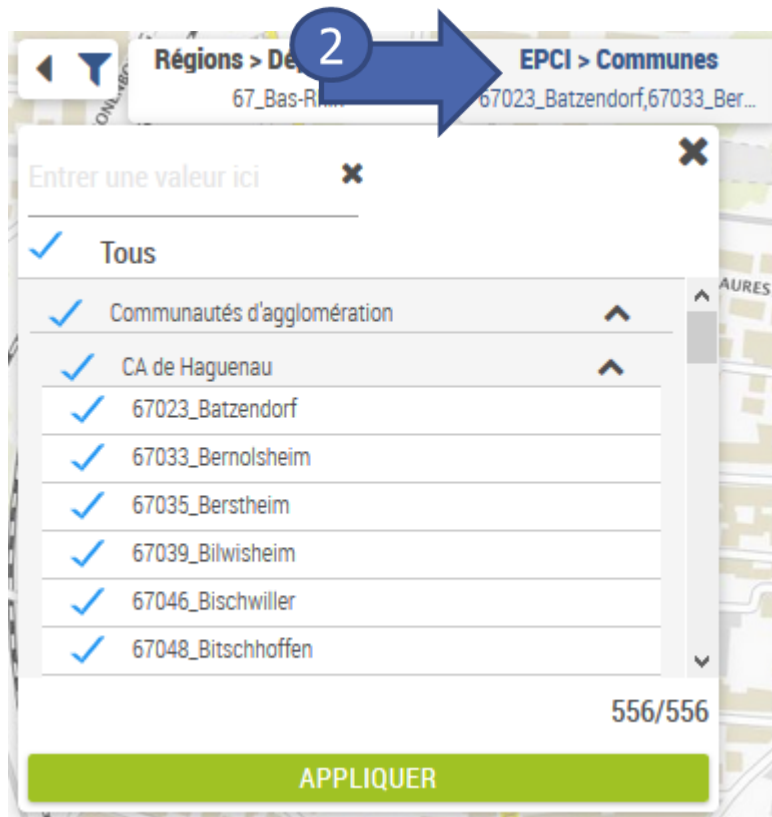 2
Régions > Dé
EPCI > Communes
67_Bas-Rhin
67023_Batzendorf,67033_Ber...
Entrer une valeur ici
Tous
AURES
Communautés d'agglomération
CA de Haguenau
67023_Batzendorf
67033_Bernolsheim
67035_Berstheim
67039_Bilwisheim
67046_Bischwiller
67048_Bitschhoffen
556/556
APPLIQUER